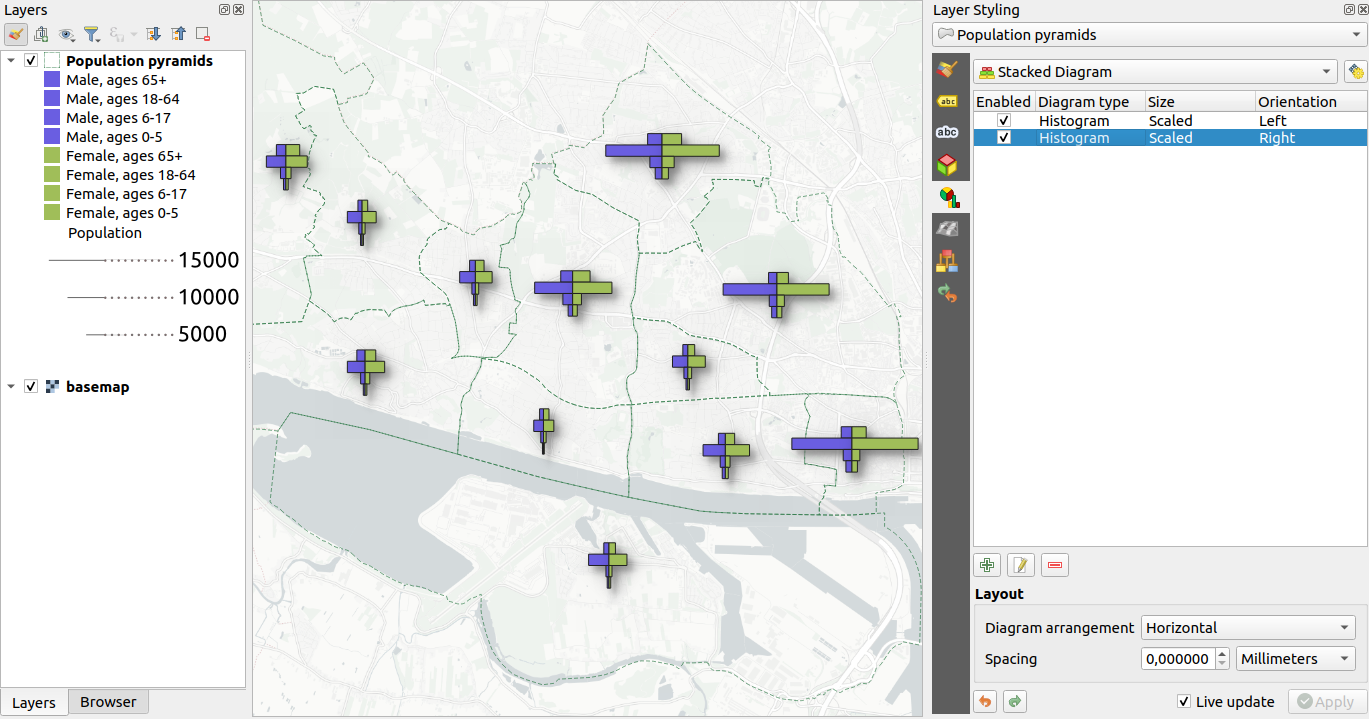 Layers
Population pyramids
Male, ages 65+
Male, ages 18-64
Male, ages 6-17
Male, ages 0-5
Female, ages 65+
Female, ages 18-64
Female, ages 6-17
Female, ages 0-5
Population
15000
10000
5000
basemap
Layers
Browser
Layer Styling
Population pyramids
abc
abc
Stacked Diagram
Enabled Diagram type Size Orientation
Histogram Scaled Left
Histogram Scaled Right
Layout
Diagram arrangement Horizontal
Spacing 0,000000 Millimeters
Live update Apply